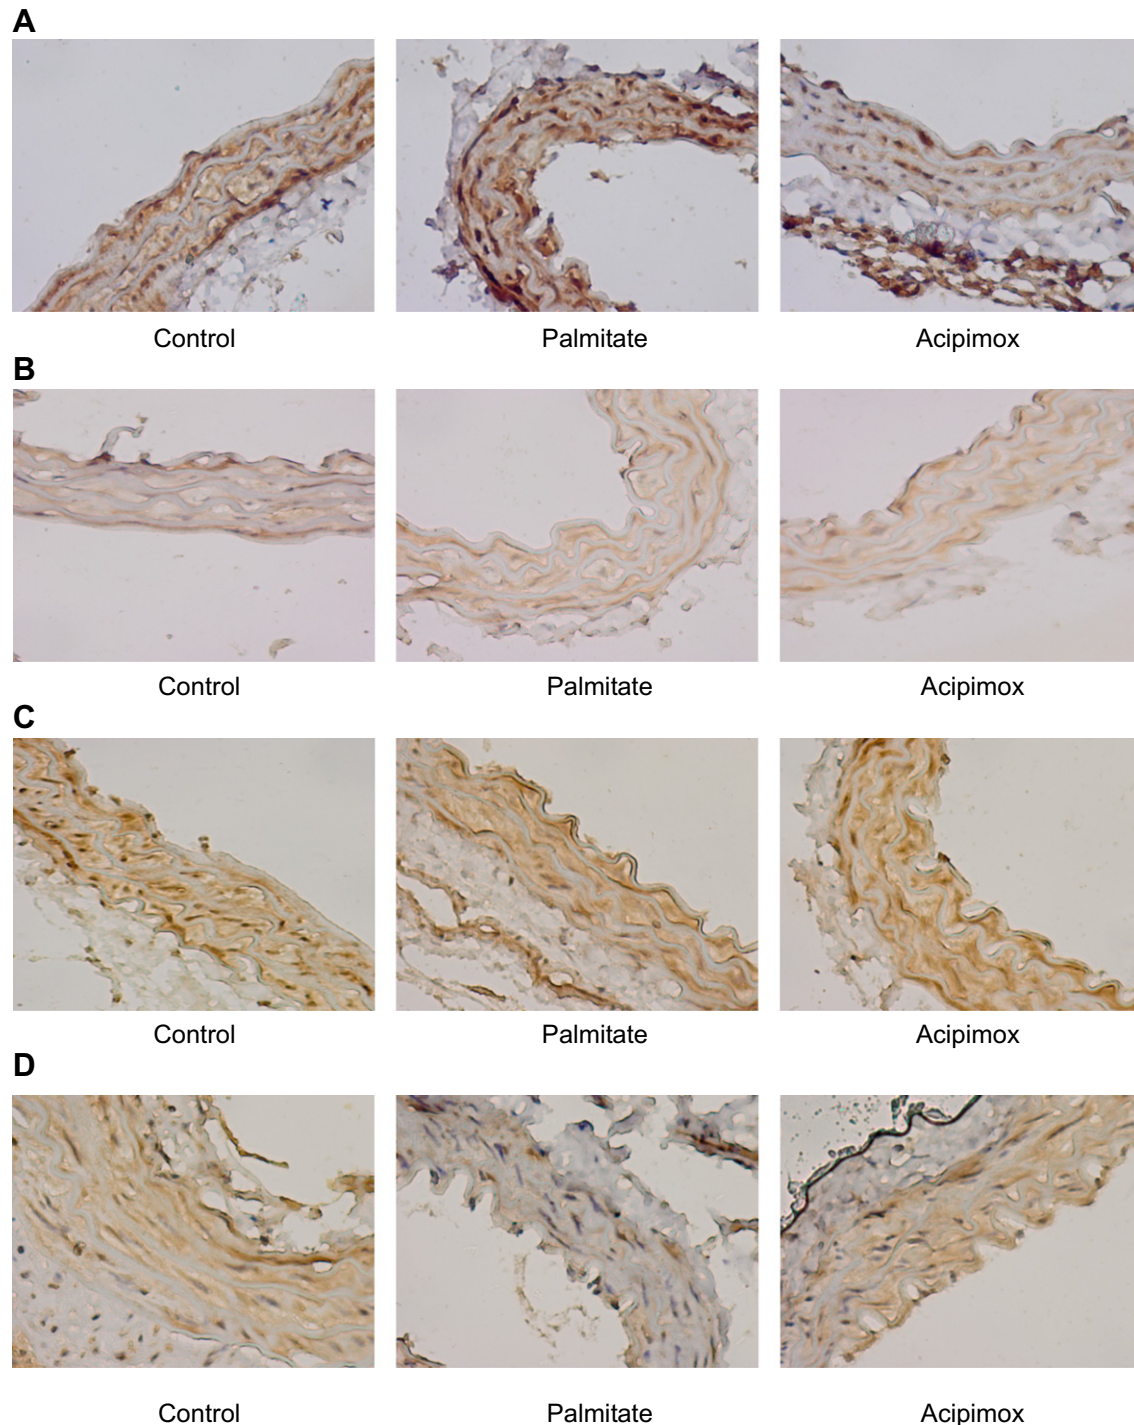 A
Control Palmitate Acipimox
B
Control Palmitate Acipimox
C
Control Palmitate Acipimox
D
Control Palmitate Acipimox